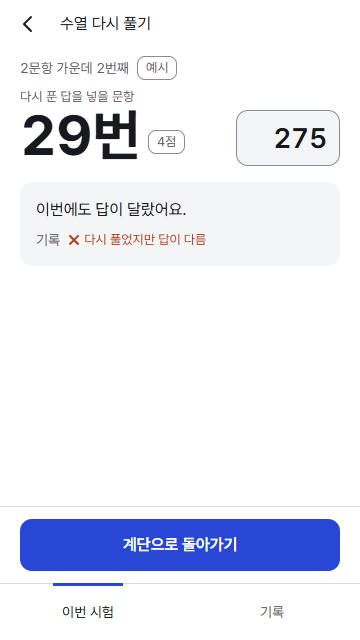 수열 다시 풀기
2문항 가운데 2번째 예시
다시 푼 답을 넣을 문항
29번 4점 275
이번에도 답이 달랐어요.
기록 다시 풀었지만 답이 다름
계단으로 돌아가기
이번 시험 기록